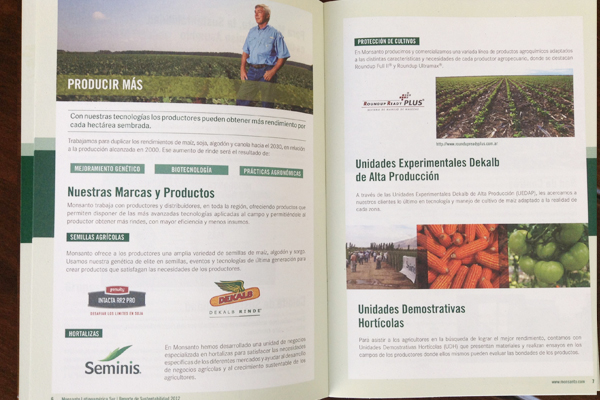 PRODUCIR MÁS
Con nuestras tecnologías los productores pueden obtener más rendimiento por
cada hectárea sembrada.
Trabajamos para duplicar los rendimientos de maíz, soja, algodón y canola hacia el 2030, en relación
a la producción alcanzada en 2000. Ese aumento de rinde será el resultado de:
MEJORAMIENTO GENÉTICO
BIOTECNOLOGÍA
PRÁCTICAS AGRONÓMICAS
Nuestras Marcas y Productos
Monsanto trabaja con productores y distribuidores, en toda la región, ofreciendo productos que
permiten disponer de las más avanzadas tecnologías aplicadas al campo y permitiéndole al
productor obtener más rindes, con mayor eficiencia y menos insumos.
SEMILLAS AGRÍCOLAS
Monsanto ofrece a los productores una amplia variedad de semillas de maíz, algodón y sorgo.
Usamos nuestra genética de elite en semillas, eventos y tecnologías de última generación para
crear productos que satisfagan las necesidades de los productores.
INTACTA RR2 PRO
DESAFIAR LOS LÍMITES EN SOJA
DEKALB
DEKALB RINDE
HORTALIZAS
Seminis
En Monsanto hemos desarrollado una unidad de negocios
especializada en hortalizas para satisfacer las necesidades
específicas de los diferentes mercados y ayudar al desarrollo
de negocios agrícolas y al crecimiento sustentable de los
agricultores.
6 Monsanto Latinoamérica Sur | Reporte de Sustentabilidad 2012
PROTECCIÓN DE CULTIVOS
En Monsanto producimos y comercializamos una variada línea de productos agroquímicos adaptados
a las distintas características y necesidades de cada productor agropecuario, donde se destacan
Roundup Full II® y Roundup Ultramax®.
ROUNDUP READY PLUS
http://www.roundupreadyplus.com.ar
Unidades Experimentales Dekalb
de Alta Producción
A través de las Unidades Experimentales Dekalb de Alta Producción (UEDAP), les acercamos a
nuestros clientes lo último en tecnología y manejo de cultivo de maíz adaptado a la realidad de
cada zona.
Unidades Demostrativas
Hortícolas
Para asistir a los agricultores en la búsqueda de lograr el mejor rendimiento, contamos con
Unidades Demostrativas Hortícolas (UDH) que presentan materiales y realizan ensayos en los
campos de los productores donde ellos mismos pueden evaluar las bondades de los productos.
www.monsanto.com 7